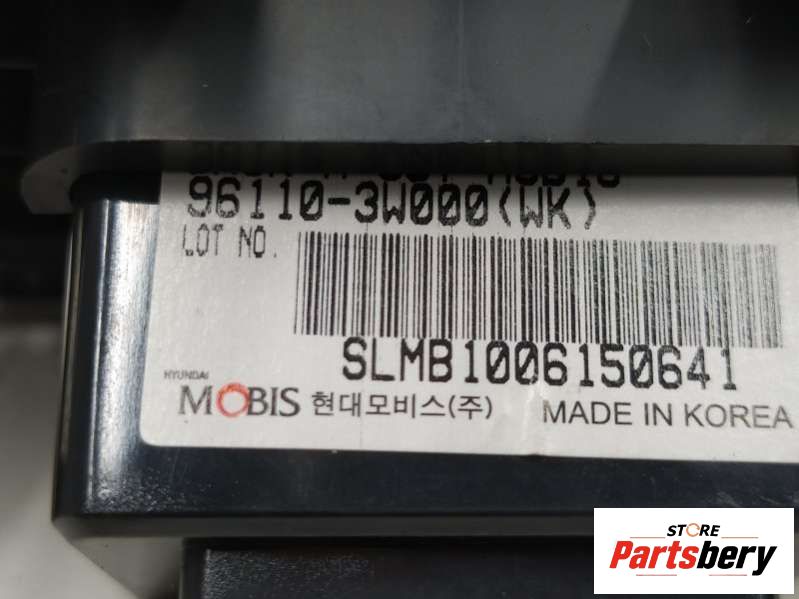 96110-3W000(WK)
LOT NO.
SLMB1006150641
HYUNDAI
MOBIS 현대모비스(주) MADE IN KOREA
STORE
Partsbery